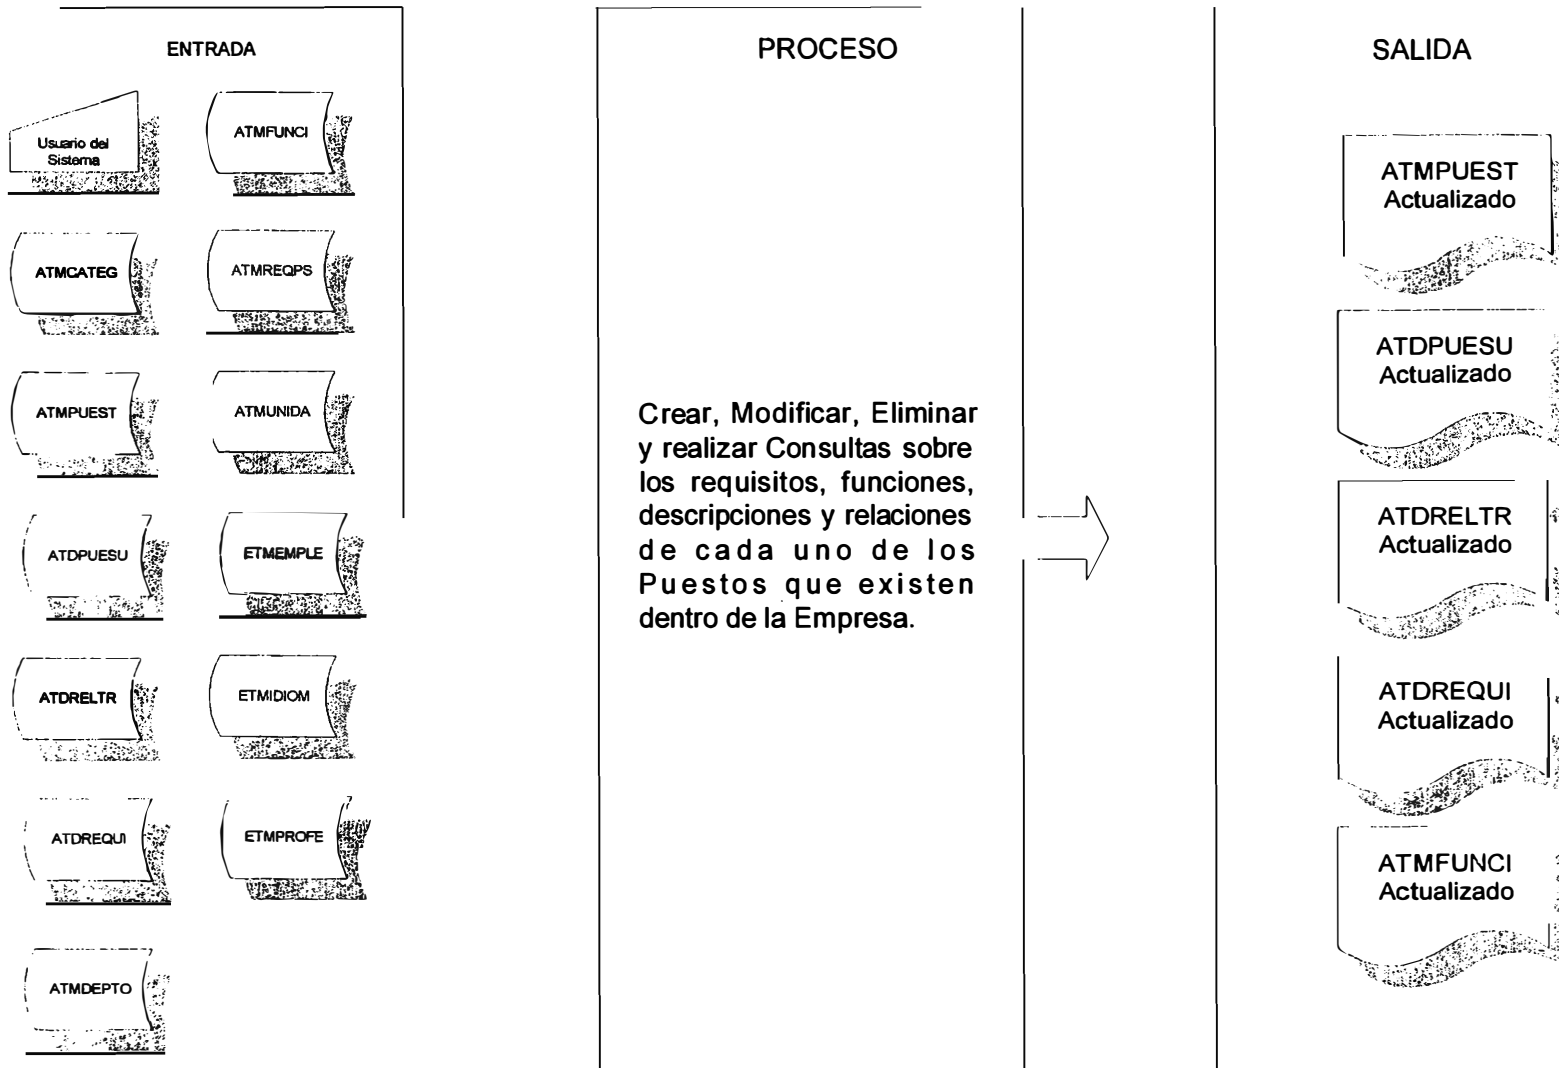 ENTRADA
Usuario del
Sistema
ATMFUNCI
ATMCATEG
ATMREQPS
ATMPUEST
ATMUNIDA
ATDPUESU
ETMEMPLE
ATDRELTR
ETMIDIOM
ATDREQUI
ETMPROFE
ATMDEPTO
PROCESO
Crear, Modificar, Eliminar
y realizar Consultas sobre
los requisitos, funciones,
descripciones y relaciones
de cada uno de los
Puestos que existen
dentro de la Empresa.
SALIDA
ATMPUEST
Actualizado
ATDPUESU
Actualizado
ATDRELTR
Actualizado
ATDREQUI
Actualizado
ATMFUNCI
Actualizado